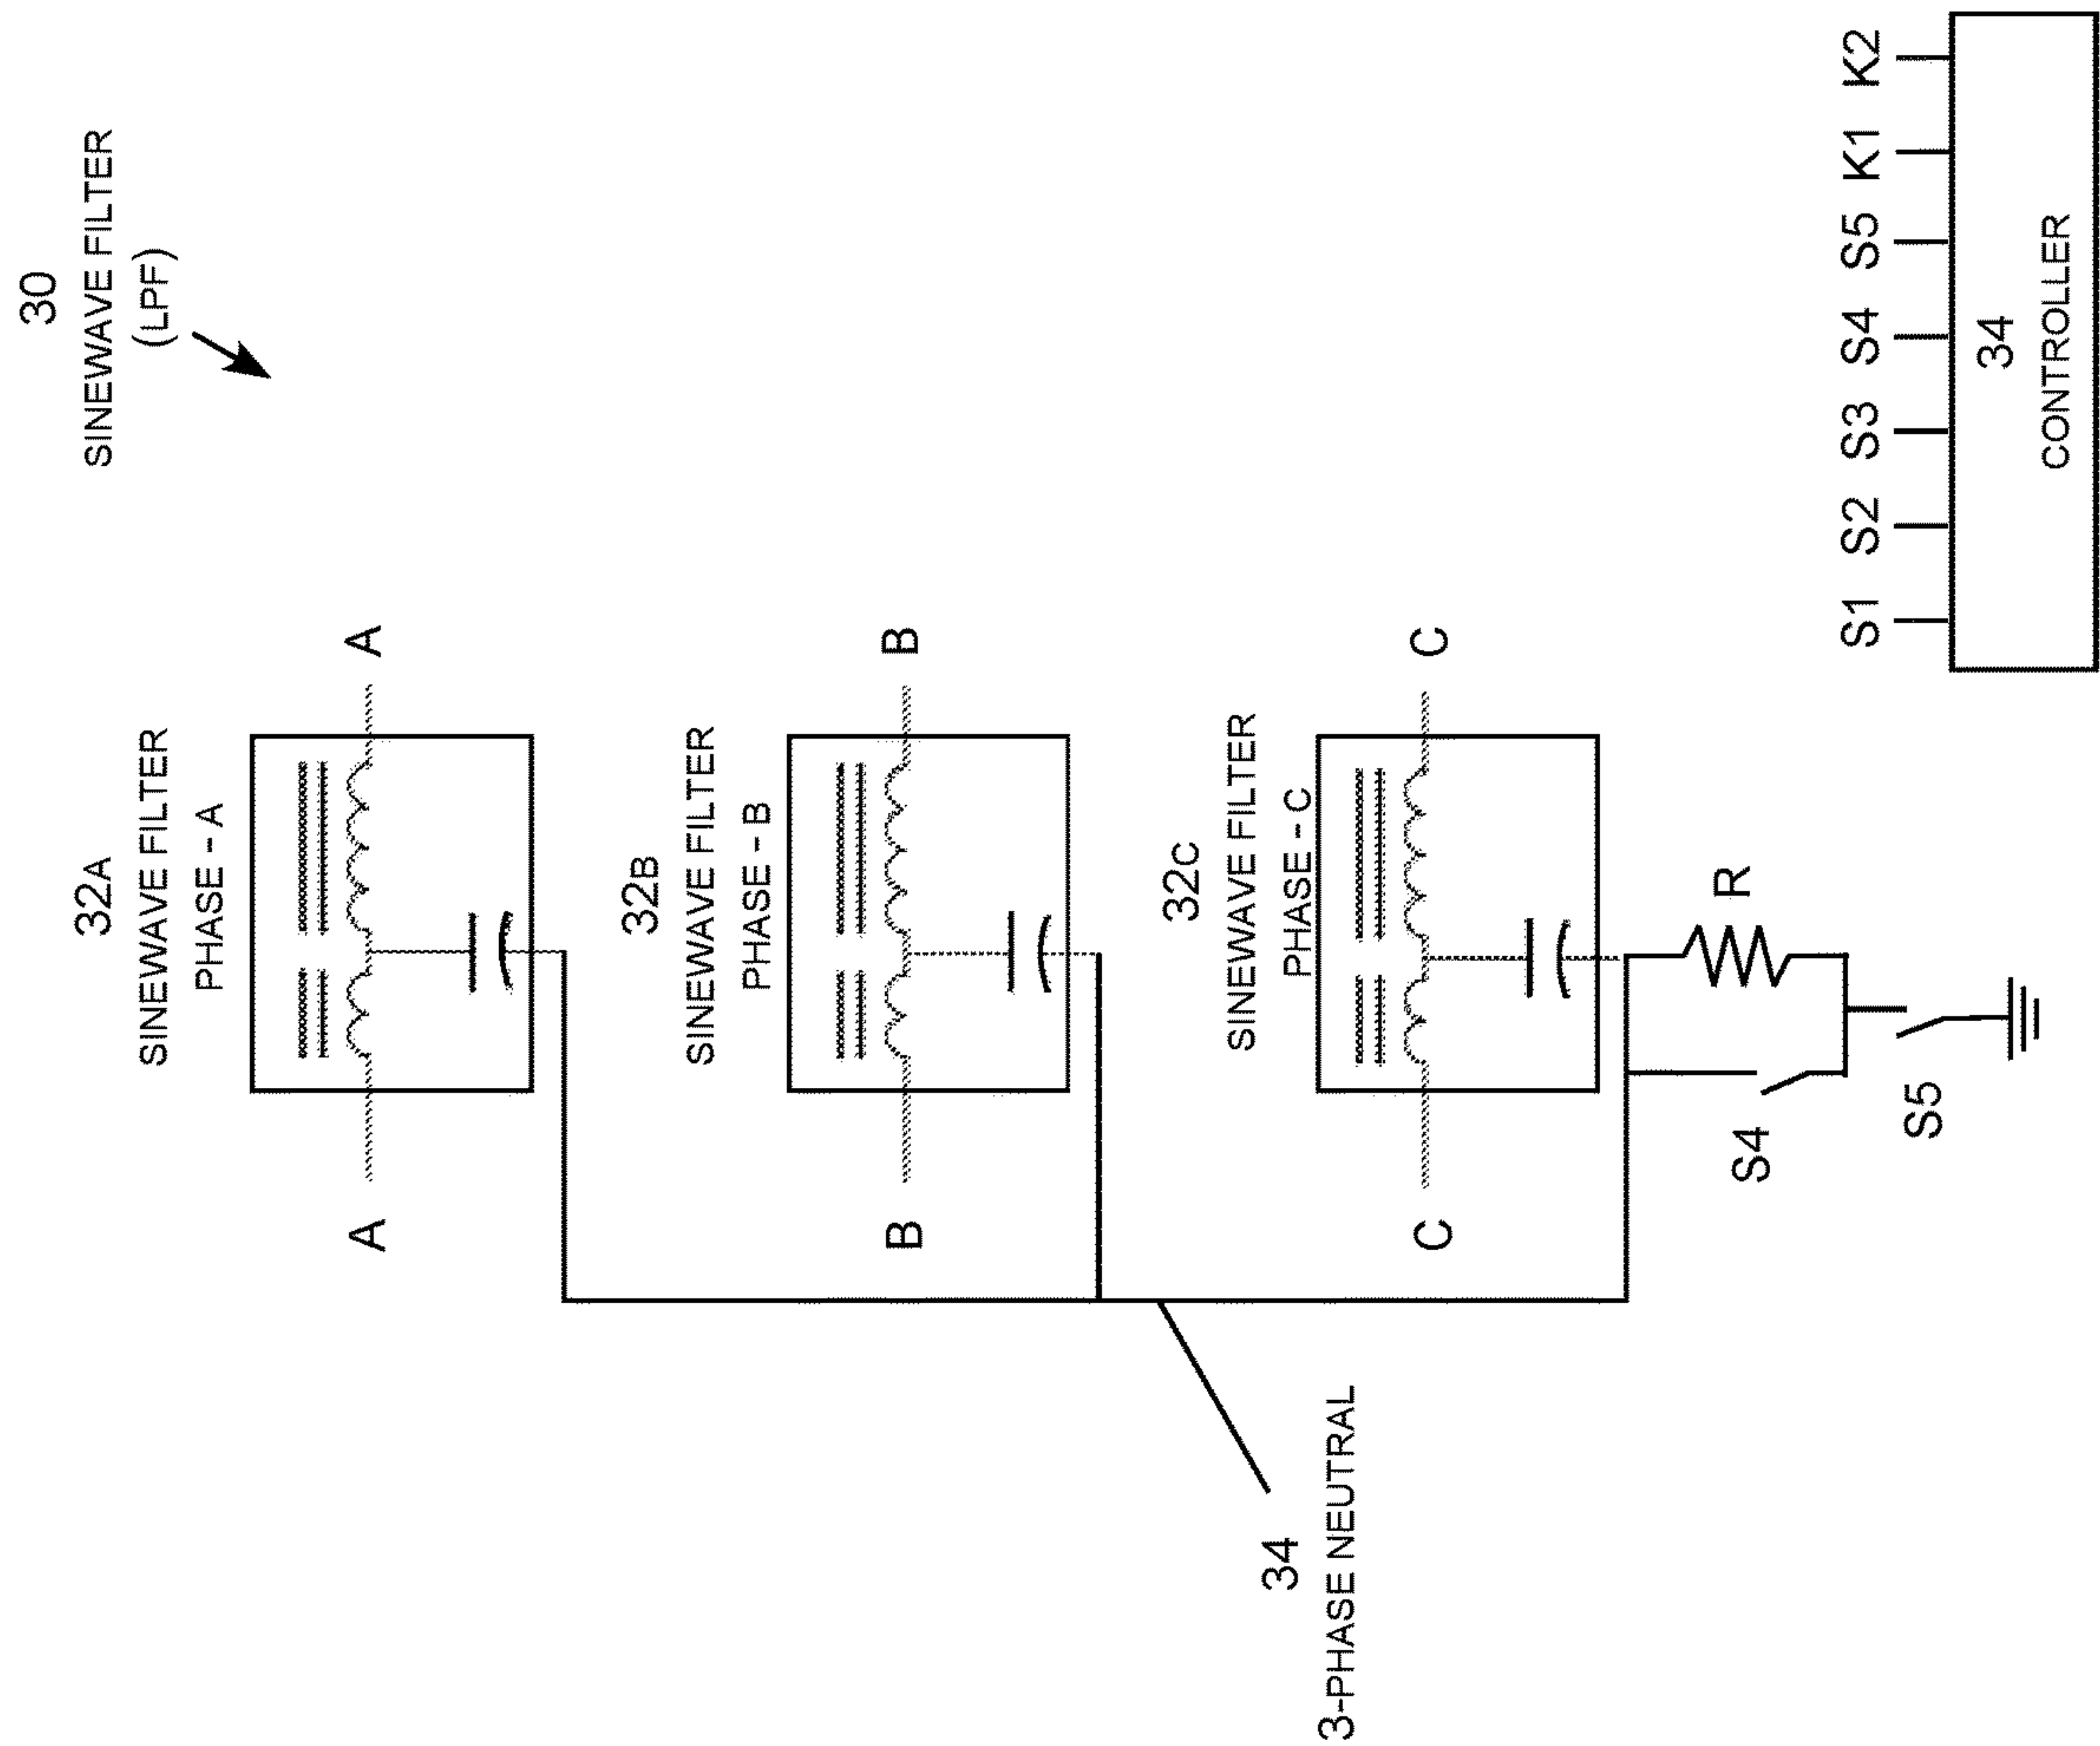 30
SINEWAVE FILTER
(LPF)
32A
SINEWAVE FILTER
PHASE - A
A
A
32B
SINEWAVE FILTER
PHASE - B
B
B
32C
SINEWAVE FILTER
PHASE - C
C
C
34
3-PHASE NEUTRAL
R
S4
S5
S1 S2 S3 S4 S5 K1 K2
34
CONTROLLER